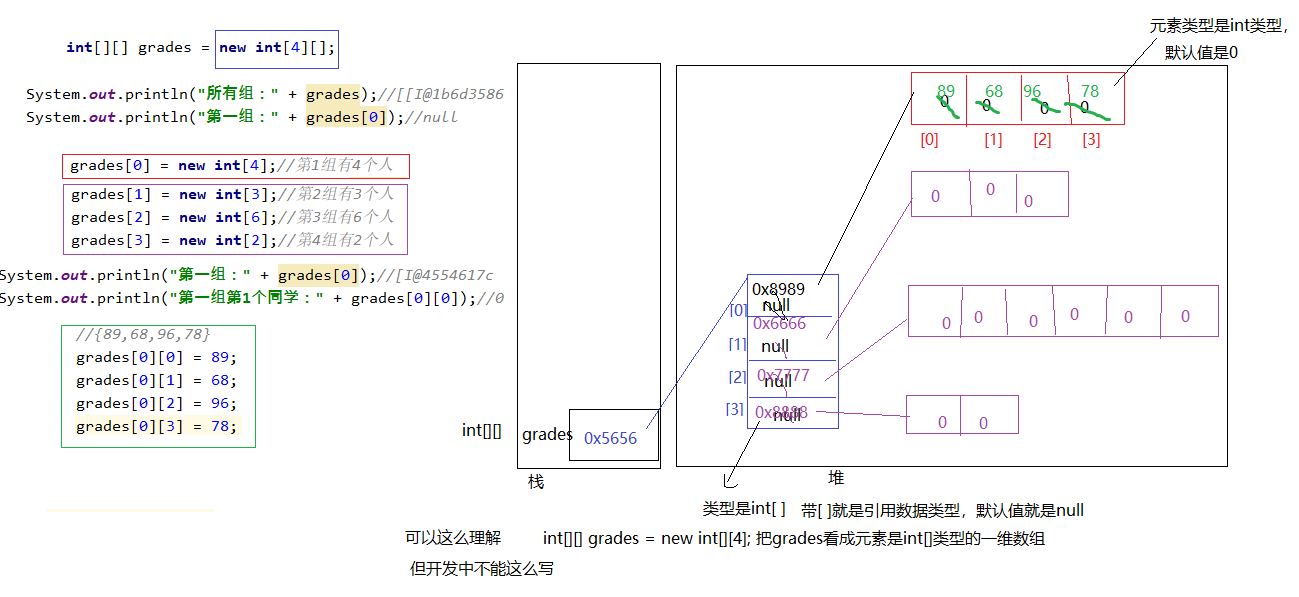 int[][] grades = new int[4][];
System.out.println("所有组：" + grades);//[[I@1b6d3586
System.out.println("第一组：" + grades[0]);//null
grades[0] = new int[4];//第1组有4个人
grades[1] = new int[3];//第2组有3个人
grades[2] = new int[6];//第3组有6个人
grades[3] = new int[2];//第4组有2个人
System.out.println("第一组：" + grades[0]);//[I@4554617c
System.out.println("第一组第1个同学：" + grades[0][0]);//0
//{89,68,96,78}
grades[0][0] = 89;
grades[0][1] = 68;
grades[0][2] = 96;
grades[0][3] = 78;
int[][]
grades
0x5656
栈
元素类型是int类型，
默认值是0
89 68 96 78
0 0 0 0
[0] [1] [2] [3]
0 0 0
0 0 0 0 0 0
0 0
0x8989
[0] null
0x6666
[1] null
0x7777
[2] null
0x8888
[3] null
堆
类型是int[ ] 带[ ]就是引用数据类型，默认值就是null
可以这么理解 int[][] grades = new int[][4]; 把grades看成元素是int[]类型的一维数组
但开发中不能这么写